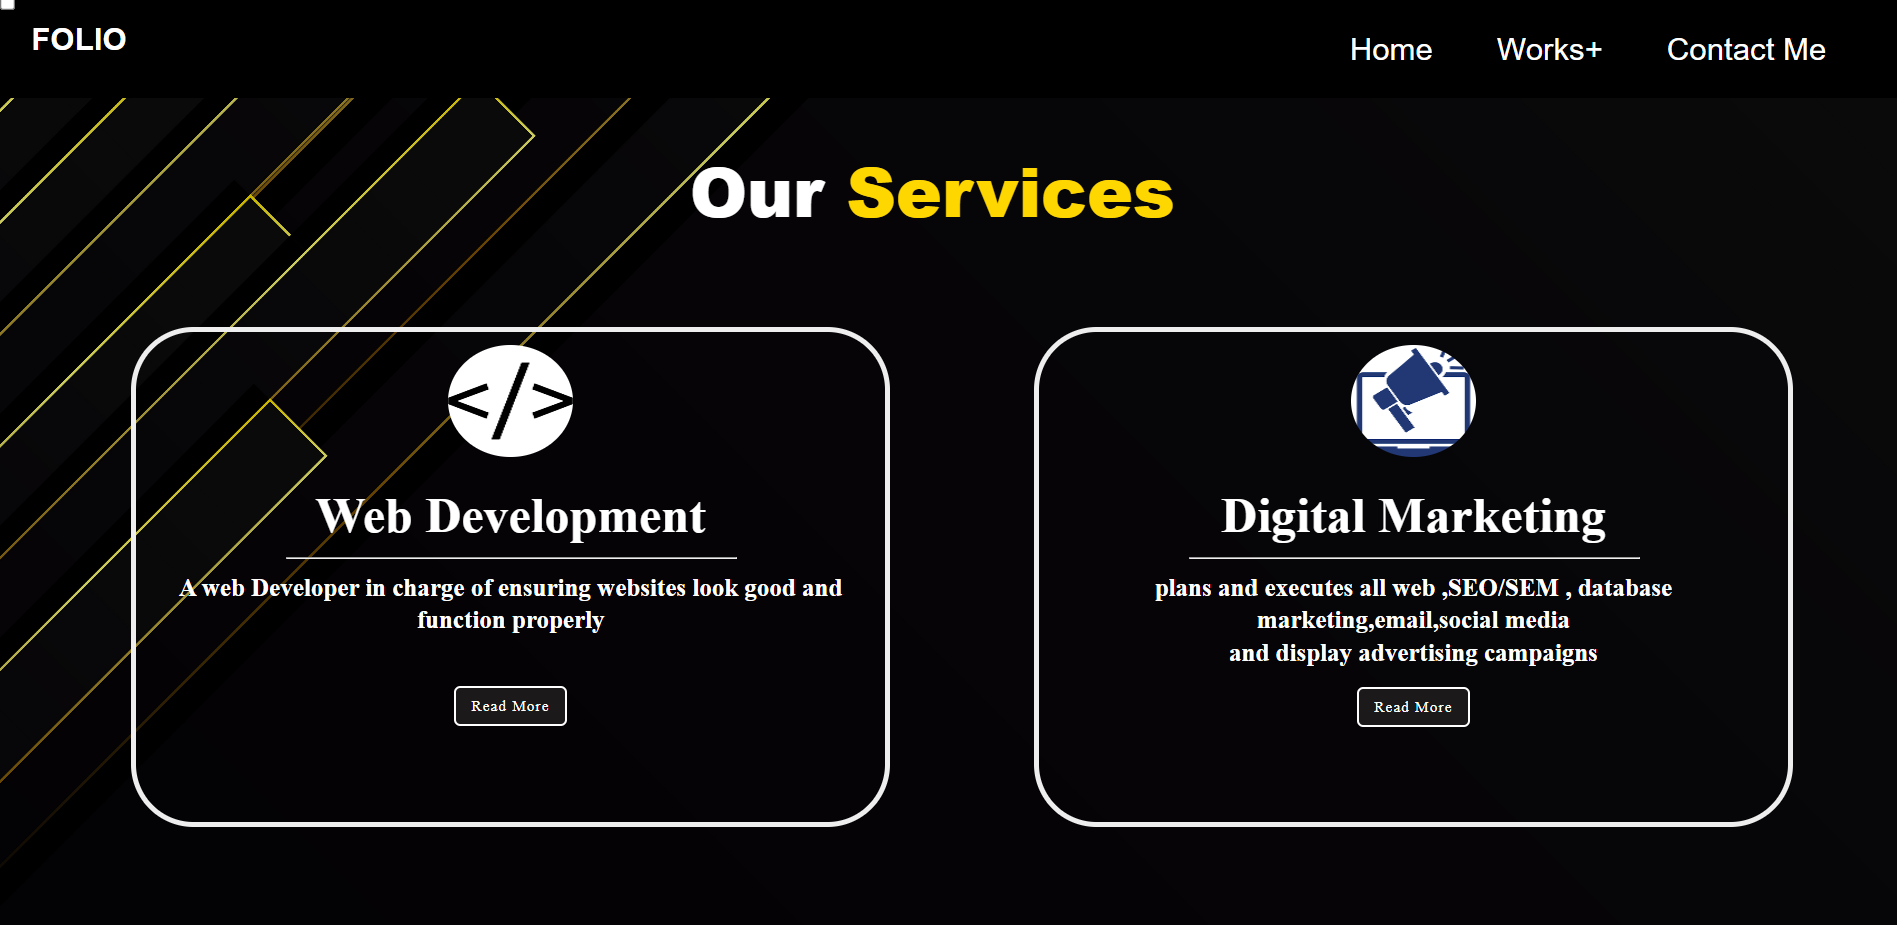 FOLIO
Home Works+ Contact Me
Our Services
</>
Web Development
A web Developer in charge of ensuring websites look good and
function properly
Read More
Digital Marketing
plans and executes all web ,SEO/SEM , database
marketing,email,social media
and display advertising campaigns
Read More